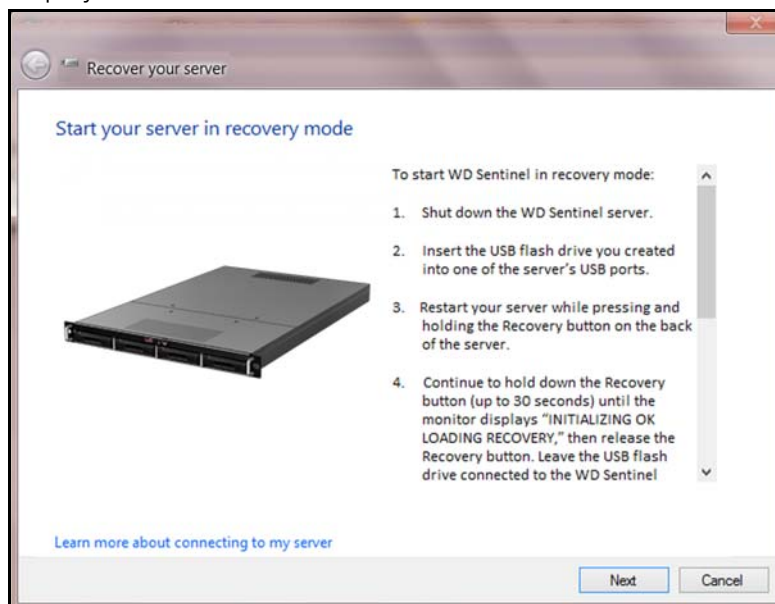 Recover your server
Start your server in recovery mode
To start WD Sentinel in recovery mode:
1. Shut down the WD Sentinel server.
2. Insert the USB flash drive you created
into one of the server's USB ports.
3. Restart your server while pressing and
holding the Recovery button on the back
of the server.
4. Continue to hold down the Recovery
button (up to 30 seconds) until the
monitor displays “INITIALIZING OK
LOADING RECOVERY,” then release the
Recovery button. Leave the USB flash
drive connected to the WD Sentinel
Learn more about connecting to my server
Next Cancel